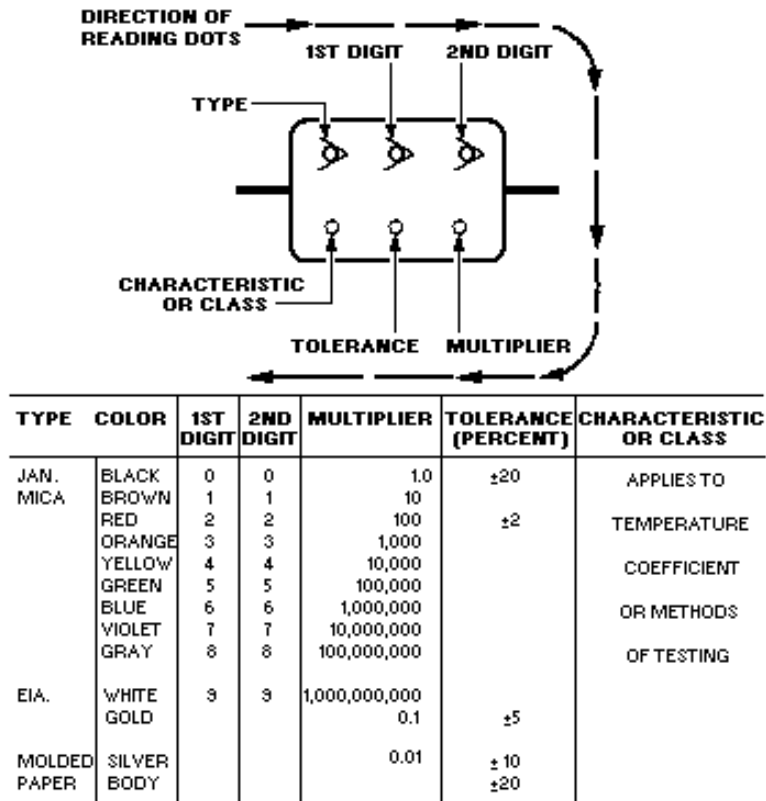 DIRECTION OF
READING DOTS
1ST DIGIT 2ND DIGIT
TYPE
CHARACTERISTIC
OR CLASS
TOLERANCE MULTIPLIER
TYPE COLOR 1ST DIGIT 2ND DIGIT MULTIPLIER TOLERANCE (PERCENT) CHARACTERISTIC OR CLASS
JAN. BLACK 0 0 1.0 ±20 APPLIES TO
MICA BROWN 1 1 10
RED 2 2 100 ±2 TEMPERATURE
ORANGE 3 3 1,000
YELLOW 4 4 10,000 COEFFICIENT
GREEN 5 5 100,000
BLUE 6 6 1,000,000 OR METHODS
VIOLET 7 7 10,000,000
GRAY 8 8 100,000,000 OF TESTING
EIA. WHITE 9 9 1,000,000,000
GOLD 0.1 ±5
MOLDED SILVER 0.01 ±10
PAPER BODY ±20